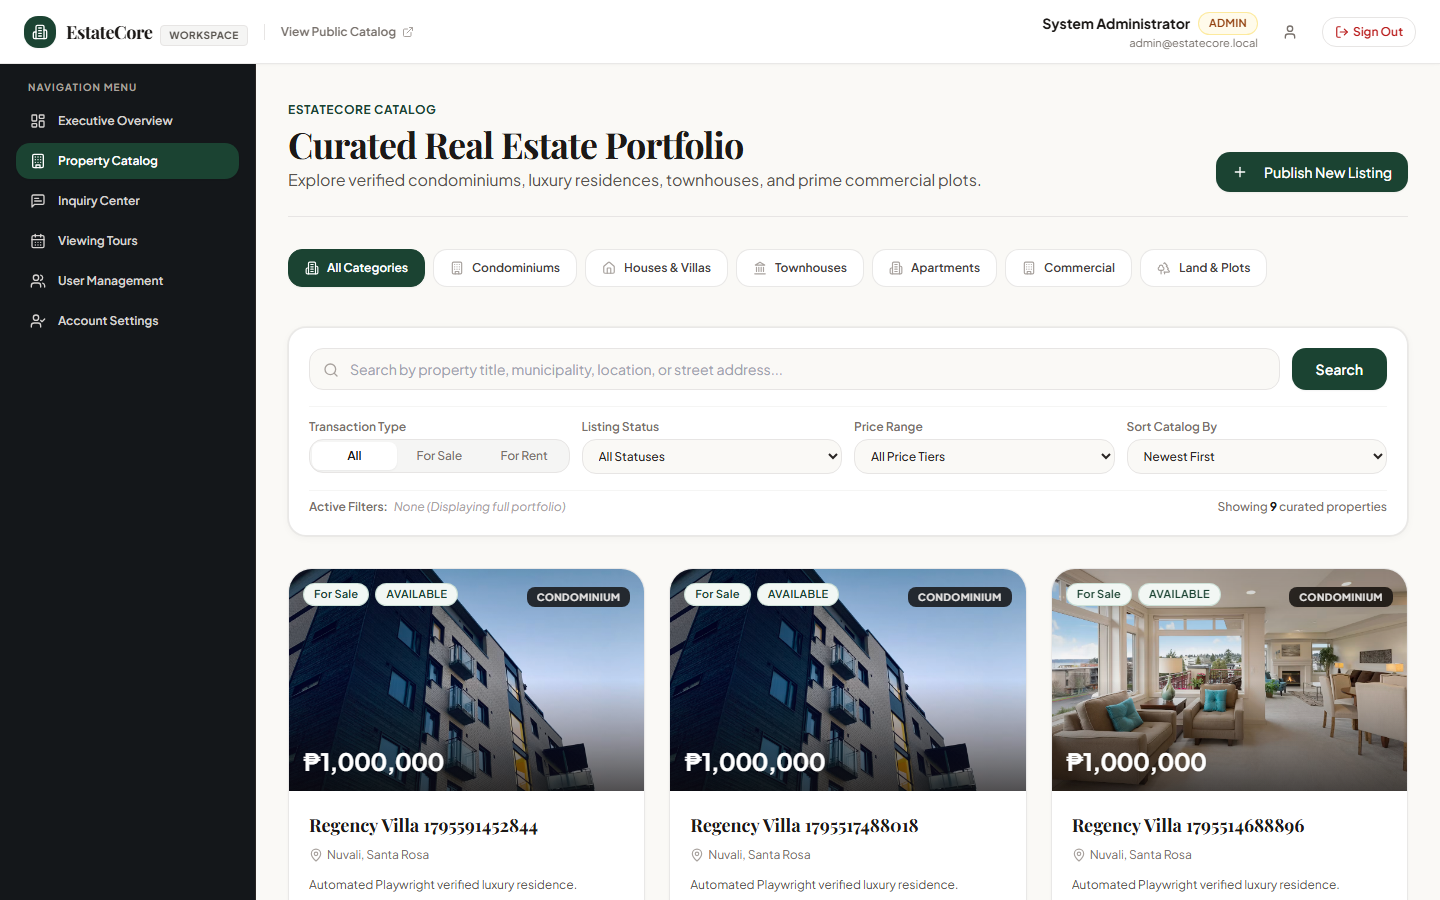 EstateCore WORKSPACE View Public Catalog System Administrator ADMIN
admin@estatecore.local
Sign Out
NAVIGATION MENU
Executive Overview
Property Catalog
Inquiry Center
Viewing Tours
User Management
Account Settings
ESTATECORE CATALOG
Curated Real Estate Portfolio
Explore verified condominiums, luxury residences, townhouses, and prime commercial plots.
Publish New Listing
All Categories Condominiums Houses & Villas Townhouses Apartments Commercial Land & Plots
Search by property title, municipality, location, or street address... Search
Transaction Type Listing Status Price Range Sort Catalog By
All For Sale For Rent All Statuses All Price Tiers Newest First
Active Filters: None (Displaying full portfolio) Showing 9 curated properties
For Sale AVAILABLE CONDOMINIUM For Sale AVAILABLE CONDOMINIUM For Sale AVAILABLE CONDOMINIUM
₱1,000,000 ₱1,000,000 ₱1,000,000
Regency Villa 1795591452844 Regency Villa 1795517488018 Regency Villa 1795514688896
Nuvali, Santa Rosa Nuvali, Santa Rosa Nuvali, Santa Rosa
Automated Playwright verified luxury residence. Automated Playwright verified luxury residence. Automated Playwright verified luxury residence.